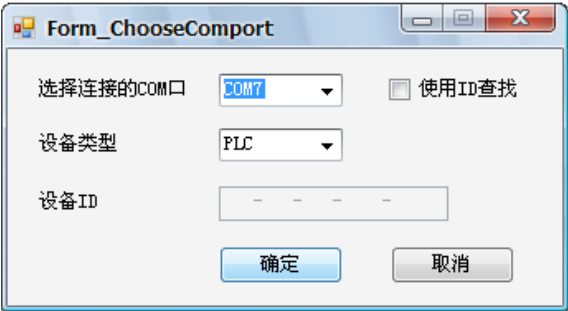 Form_ChooseComport
选择连接的COM口 COM7 使用ID查找
设备类型 PLC
设备ID - - - -
确定 取消